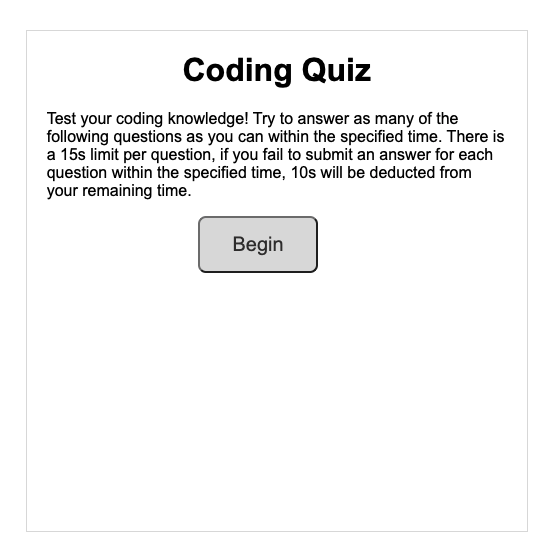 Coding Quiz
Test your coding knowledge! Try to answer as many of the
following questions as you can within the specified time. There is
a 15s limit per question, if you fail to submit an answer for each
question within the specified time, 10s will be deducted from
your remaining time.
Begin